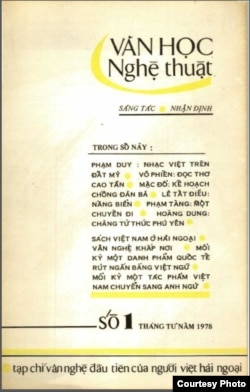 VĂN HỌC
Nghệ thuật
SÁNG TÁC NHẬN ĐỊNH
TRONG SỐ NÀY :
PHẠM DUY : NHẠC VIỆT TRÊN
ĐẤT MỸ VÕ PHIẾN: ĐỌC THƠ
CAO TẦN MẶC ĐỖ: KẾ HOẠCH
CHỒNG ĐÀN BÀ LÊ TẤT ĐIỀU:
NẮNG BIỂN PHẠM TĂNG: MỘT
CHUYẾN ĐI HOÀNG DUNG:
CHÀNG TỪ THỨC PHÚ YÊN
SÁCH VIỆT NAM Ở HẢI NGOẠI
VĂN NGHỆ KHẮP NƠI MỖI
KỲ MỘT DANH PHẨM QUỐC TẾ
RÚT NGẮN BẰNG VIỆT NGỮ
MỖI KỲ MỘT TÁC PHẨM VIỆT
NAM CHUYỂN SANG ANH NGỮ
SỐ 1 THÁNG TƯ NĂM 1978
tạp chí văn nghệ đầu tiên của người việt hải ngoại
Courtesy Photo